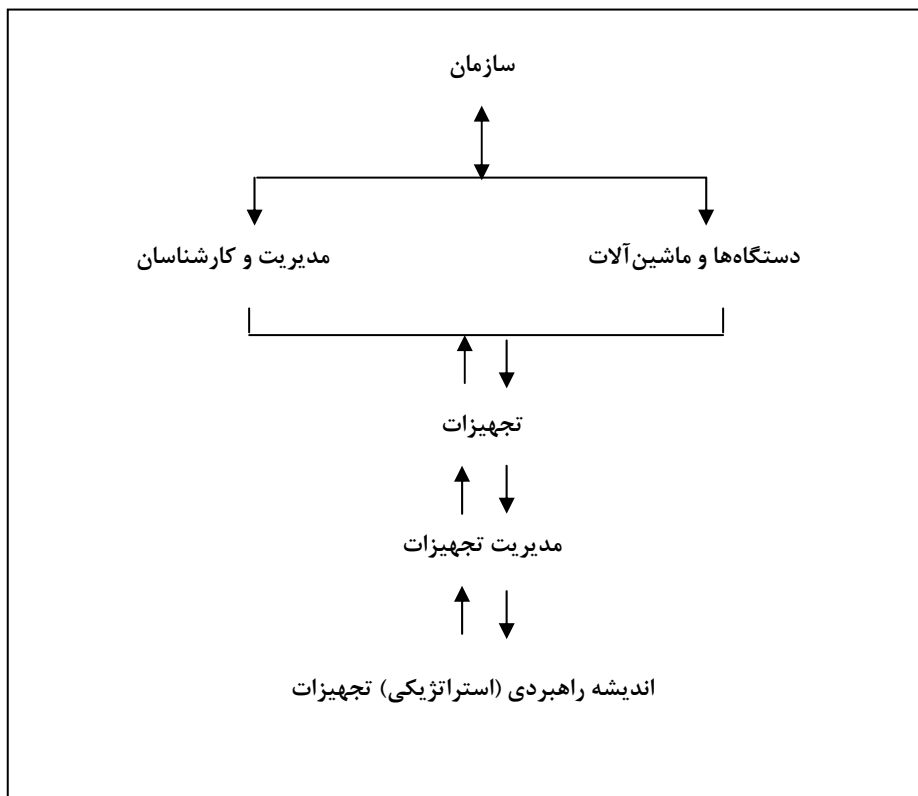 سازمان
دستگاه‌ها و ماشین‌آلات
مدیریت و کارشناسان
تجهیزات
مدیریت تجهیزات
اندیشه راهبردی (استراتژیکی) تجهیزات